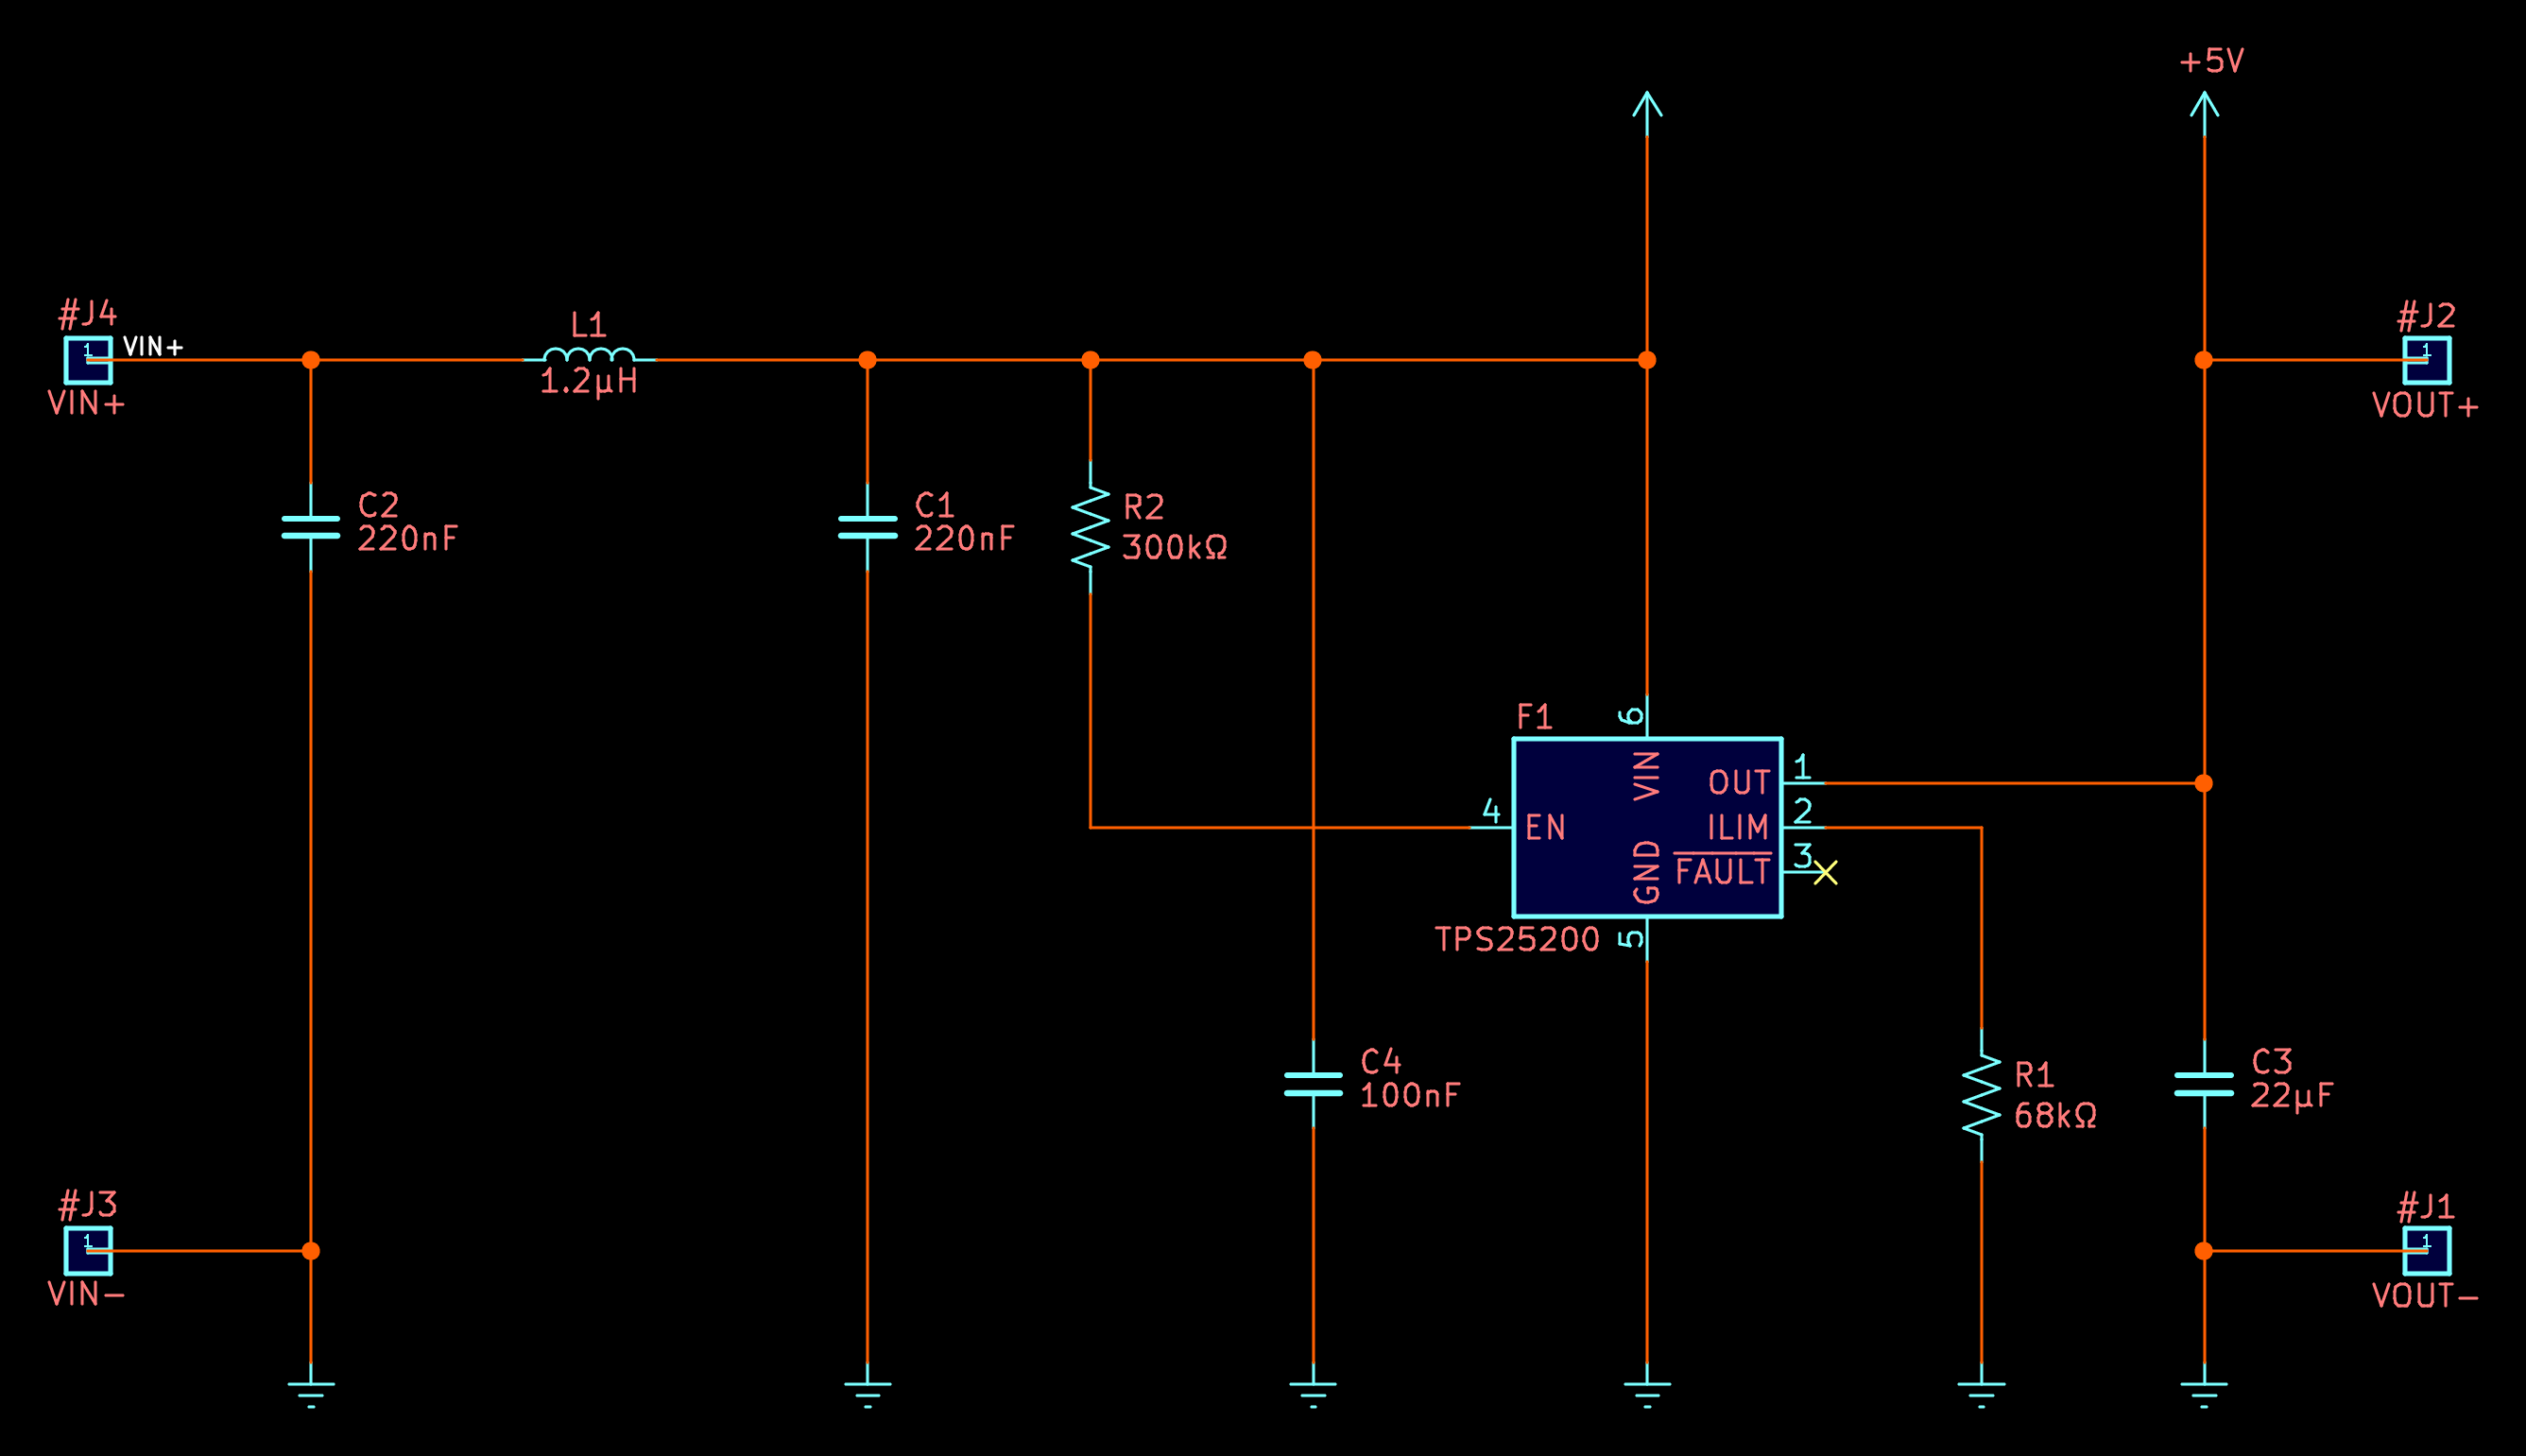 +5V
#J4
1
VIN+
VIN+
L1
1.2µH
#J2
1
VOUT+
C2
220nF
C1
220nF
R2
300kΩ
F1
6
VIN
OUT
1
4
EN
ILIM
2
GND
FAULT
3
TPS25200
5
C4
100nF
R1
68kΩ
C3
22µF
#J3
1
VIN-
#J1
1
VOUT-